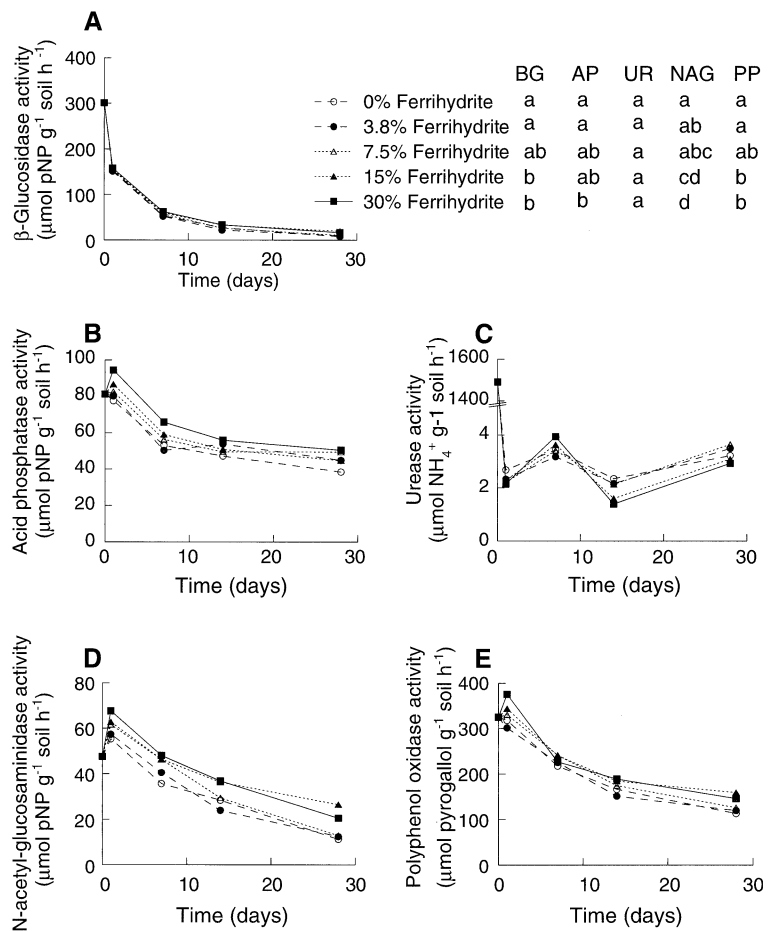 A
β-Glucosidase activity
(μmol pNP g⁻¹ soil h⁻¹)
400
300
200
100
0
0 10 20 30
Time (days)
BG AP UR NAG PP
0% Ferrihydrite a a a a a
3.8% Ferrihydrite a a a ab a
7.5% Ferrihydrite ab ab a abc ab
15% Ferrihydrite b ab a cd b
30% Ferrihydrite b b a d b
B
Acid phosphatase activity
(μmol pNP g⁻¹ soil h⁻¹)
100
80
60
40
20
0
0 10 20 30
Time (days)
C
Urease activity
(μmol NH₄⁺ g-1 soil h⁻¹)
1600
1400
4
2
0
0 10 20 30
Time (days)
D
N-acetyl-glucosaminidase activity
(μmol pNP g⁻¹ soil h⁻¹)
80
60
40
20
0
0 10 20 30
Time (days)
E
Polyphenol oxidase activity
(μmol pyrogallol g⁻¹ soil h⁻¹)
400
300
200
100
0
0 10 20 30
Time (days)